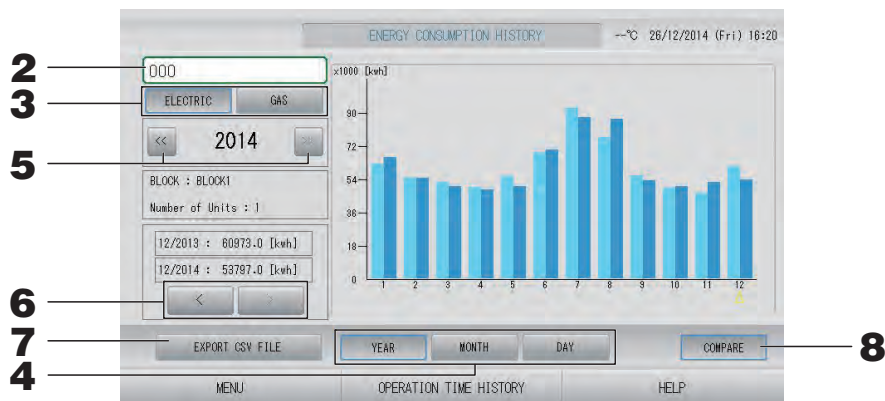 ENERGY CONSUMPTION HISTORY
--°C 26/12/2014 (Fri) 16:20
2
000
3
ELECTRIC GAS
5
<< 2014 >>
BLOCK : BLOCK1
Number of Units : 1
12/2013 : 60973.0 [kwh]
12/2014 : 53797.0 [kwh]
6
< >
x1000 [kwh]
90
72
54
36
18
0
1 2 3 4 5 6 7 8 9 10 11 12
7
EXPORT CSV FILE
YEAR MONTH DAY
COMPARE
8
4
MENU OPERATION TIME HISTORY HELP